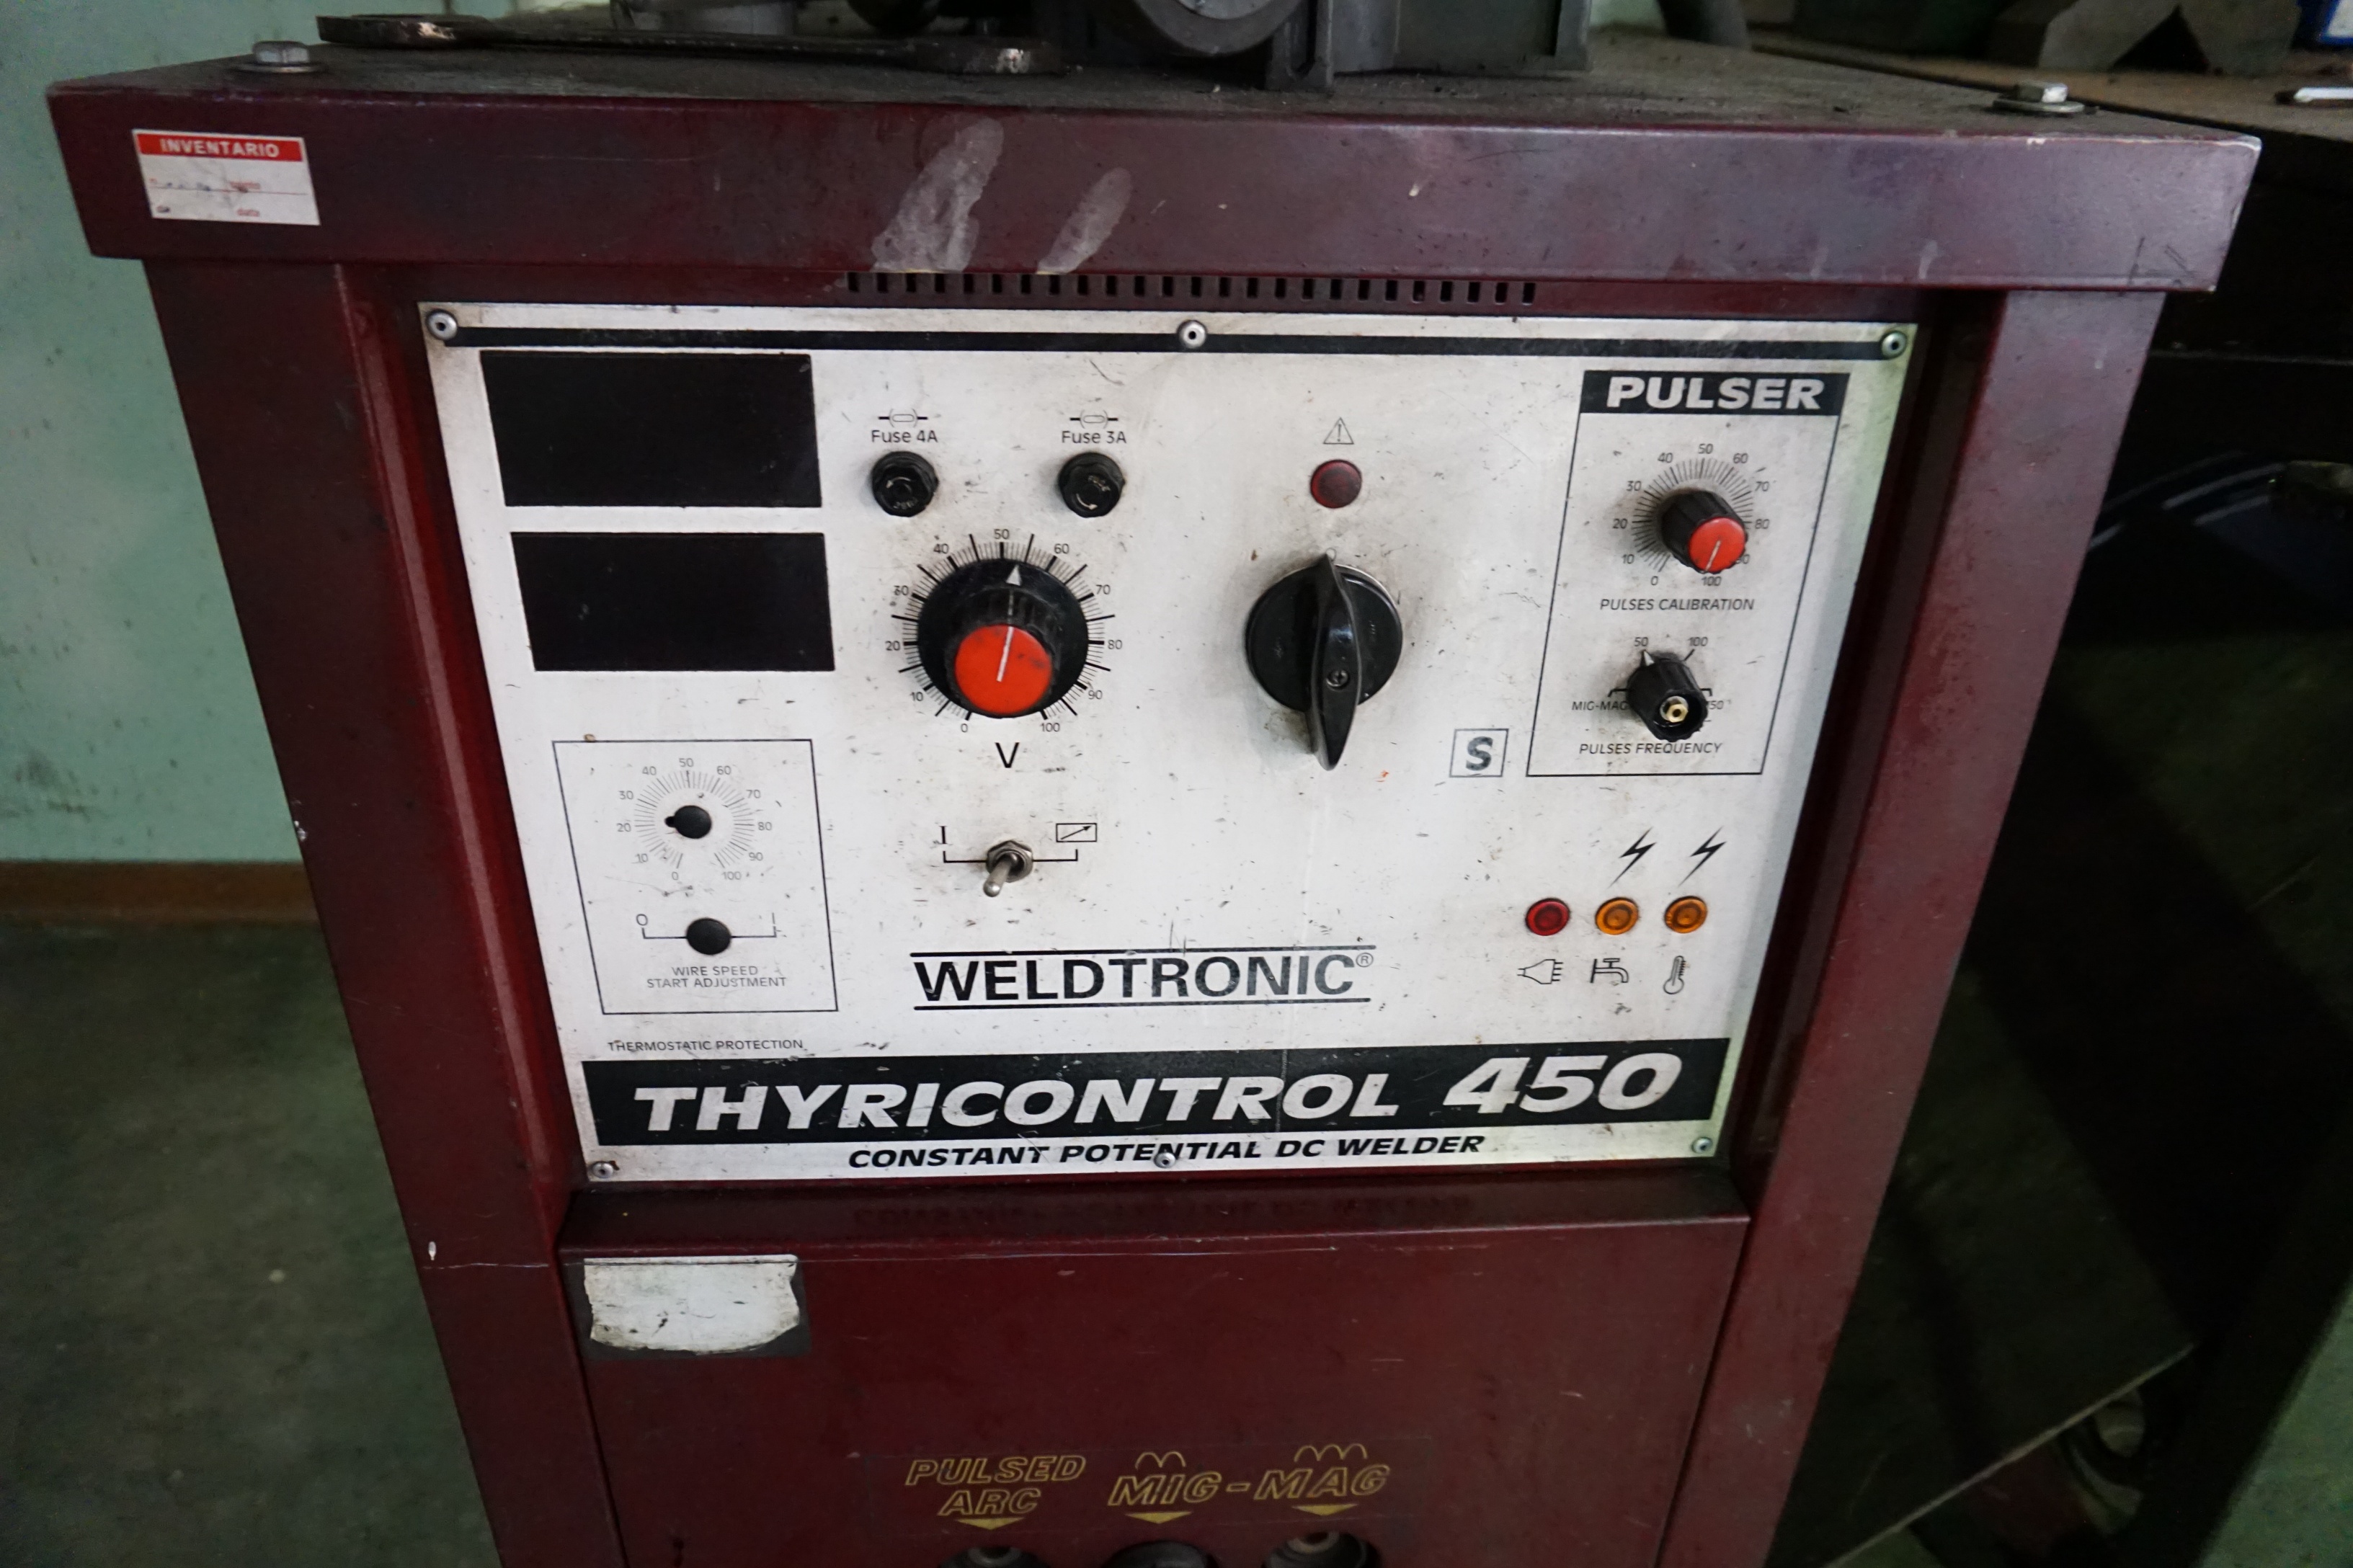 INVENTARIO
data
PULSER
Fuse 4A
Fuse 3A
50
40 60
30 70
20 80
10 90
0 100
V
50
40 60
30 70
20 80
10
0 100
PULSES CALIBRATION
50 100
MIG-MAG 150
PULSES FREQUENCY
S
50
40 60
30 70
20 80
10 90
0 100
O I
WIRE SPEED
START ADJUSTMENT
I
THERMOSTATIC PROTECTION
WELDTRONIC®
THYRICONTROL 450
CONSTANT POTENTIAL DC WELDER
PULSED
ARC
MIG-MAG